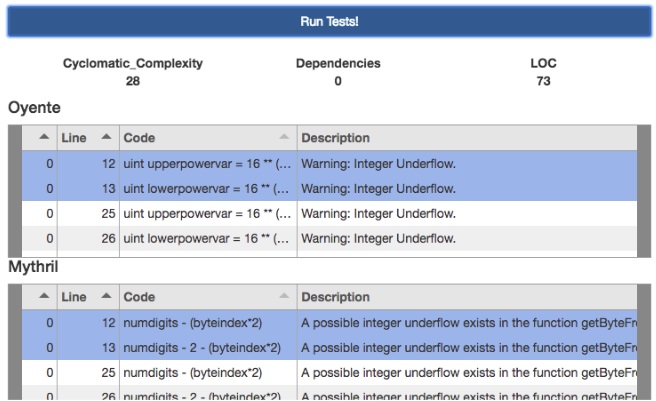 Run Tests!
Cyclomatic_Complexity Dependencies LOC
28 0 73
Oyente
Line Code Description
0 12 uint upperpowervar = 16 ** (... Warning: Integer Underflow.
0 13 uint lowerpowervar = 16 ** (... Warning: Integer Underflow.
0 25 uint upperpowervar = 16 ** (... Warning: Integer Underflow.
0 26 uint lowerpowervar = 16 ** (... Warning: Integer Underflow.
Mythril
Line Code Description
0 12 numdigits - (byteindex*2) A possible integer underflow exists in the function getByteFr
0 13 numdigits - 2 - (byteindex*2) A possible integer underflow exists in the function getByteFr
0 25 numdigits - (byteindex*2) A possible integer underflow exists in the function getByteFr
0 26 numdigits - 2 - (byteindex*2) A possible integer underflow exists in the function getByteFr